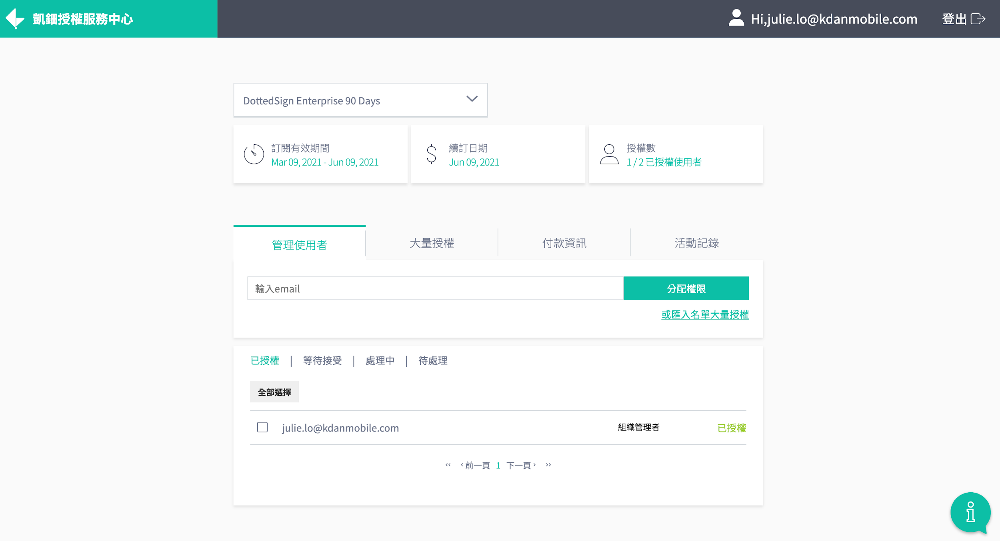 凱鈿授權服務中心
Hi,julie.lo@kdanmobile.com
登出
DottedSign Enterprise 90 Days
訂閱有效期間
Mar 09, 2021 - Jun 09, 2021
續訂日期
Jun 09, 2021
授權數
1 / 2 已授權使用者
管理使用者
大量授權
付款資訊
活動記錄
輸入email
分配權限
或匯入名單大量授權
已授權 | 等待接受 | 處理中 | 待處理
全部選擇
julie.lo@kdanmobile.com
組織管理者
已授權
‹‹ ‹ 前一頁 1 下一頁 › ››